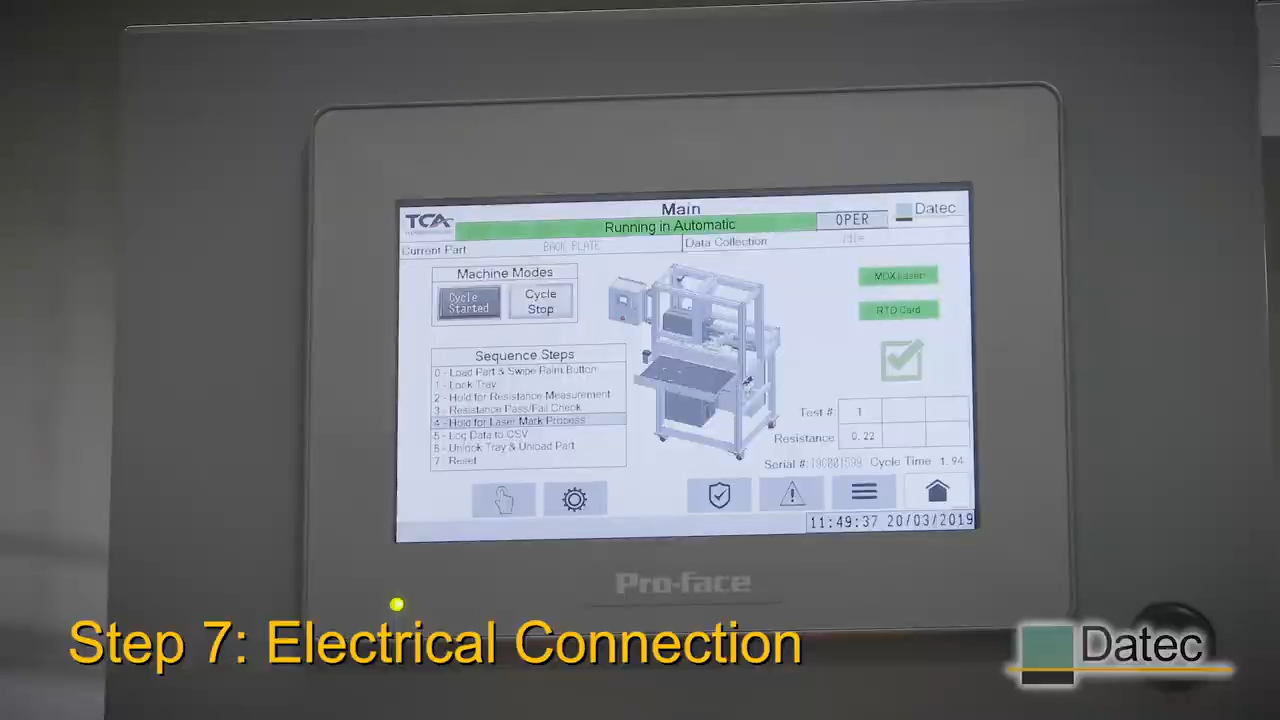 Main
TCA
Running in Automatic
OPER
Datec
Current Part
BACK PLATE
Data Collection
Machine Modes
Cycle Started
Cycle Stop
MDX Laser
RTD Card
Sequence Steps
0 - Load Part & Swipe Palm Button
1 - Lock Tray
2 - Hold for Resistance Measurement
3 - Resistance Pass/Fail Check
4 - Hold for Laser Mark Process
5 - Log Data to CSV
6 - Unlock Tray & Unload Part
7 - Reset
Test # 1
Resistance 0.22
Serial #: 19C001599 Cycle Time 1.94
11:49:37 20/03/2019
Pro-face
Step 7: Electrical Connection
Datec